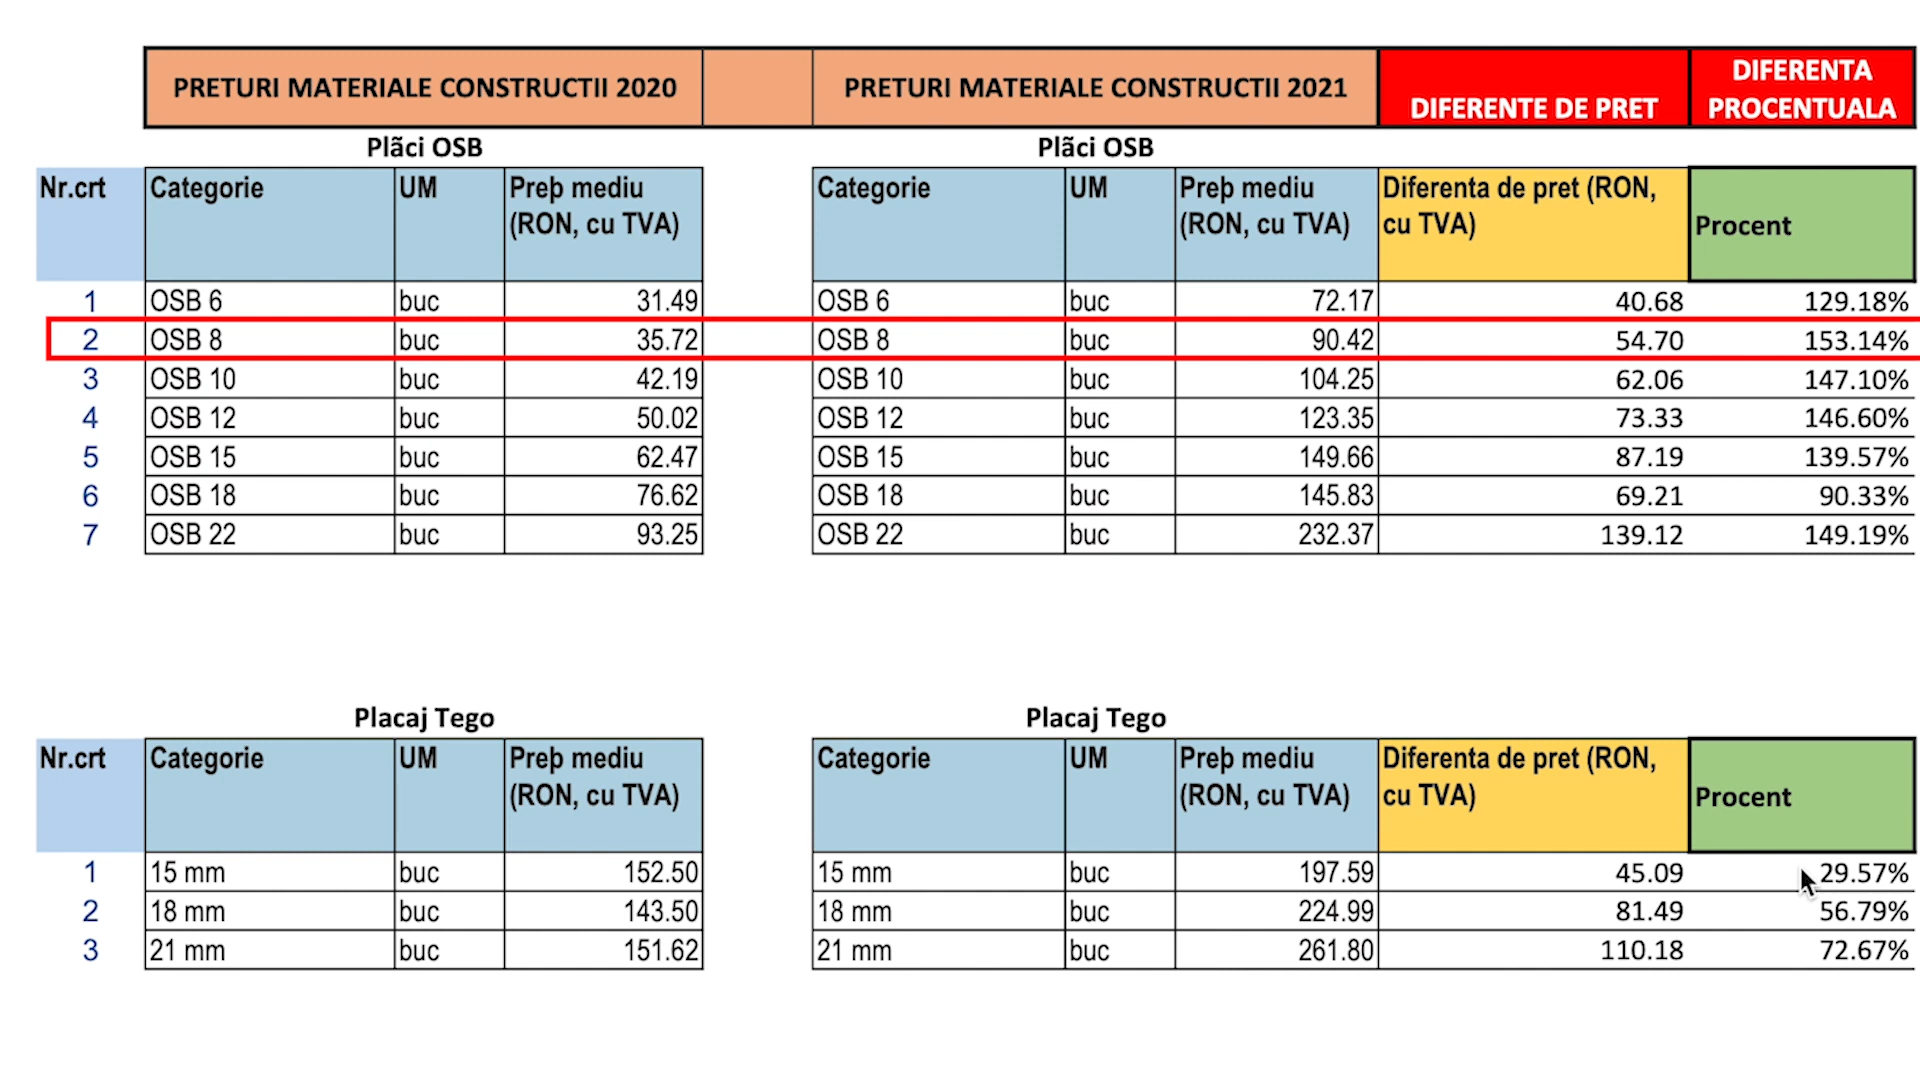 PRETURI MATERIALE CONSTRUCTII 2020 PRETURI MATERIALE CONSTRUCTII 2021 DIFERENTE DE PRET DIFERENTA PROCENTUALA
Plãci OSB Plãci OSB
Nr.crt Categorie UM Preþ mediu (RON, cu TVA) Categorie UM Preþ mediu (RON, cu TVA) Diferenta de pret (RON, cu TVA) Procent
1 OSB 6 buc 31.49 OSB 6 buc 72.17 40.68 129.18%
2 OSB 8 buc 35.72 OSB 8 buc 90.42 54.70 153.14%
3 OSB 10 buc 42.19 OSB 10 buc 104.25 62.06 147.10%
4 OSB 12 buc 50.02 OSB 12 buc 123.35 73.33 146.60%
5 OSB 15 buc 62.47 OSB 15 buc 149.66 87.19 139.57%
6 OSB 18 buc 76.62 OSB 18 buc 145.83 69.21 90.33%
7 OSB 22 buc 93.25 OSB 22 buc 232.37 139.12 149.19%
Placaj Tego Placaj Tego
Nr.crt Categorie UM Preþ mediu (RON, cu TVA) Categorie UM Preþ mediu (RON, cu TVA) Diferenta de pret (RON, cu TVA) Procent
1 15 mm buc 152.50 15 mm buc 197.59 45.09 29.57%
2 18 mm buc 143.50 18 mm buc 224.99 81.49 56.79%
3 21 mm buc 151.62 21 mm buc 261.80 110.18 72.67%